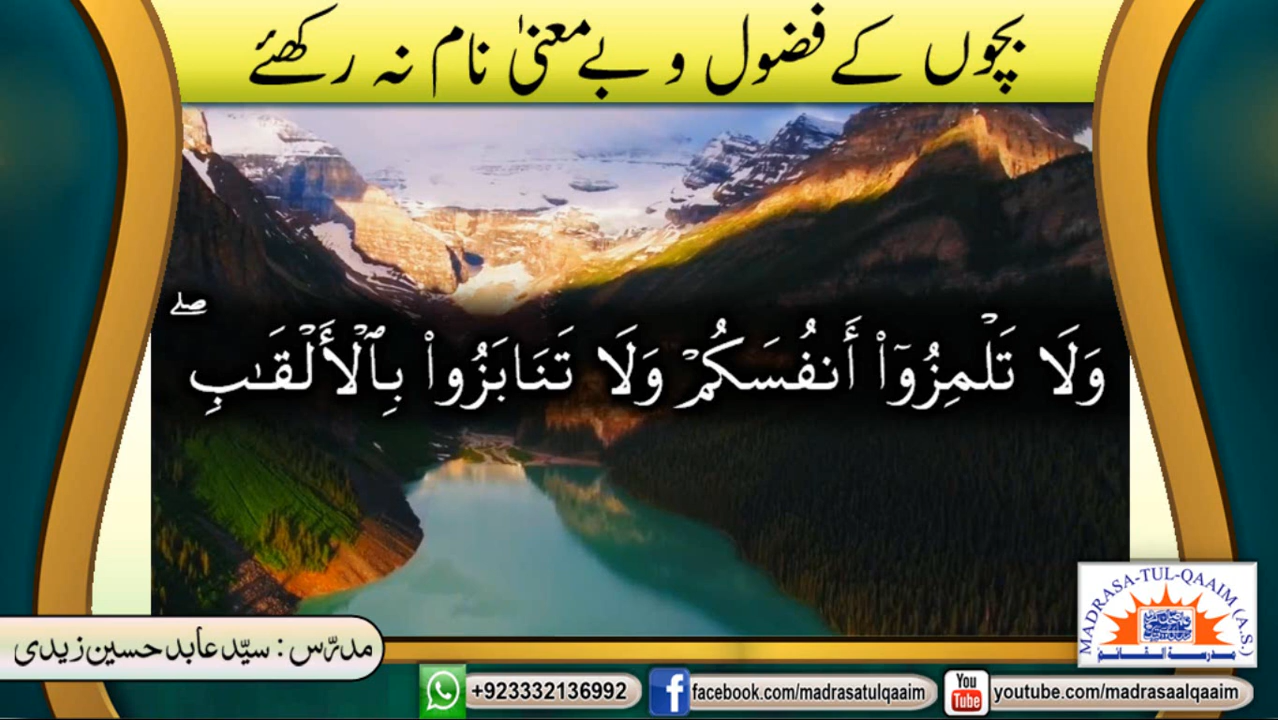 بچوں کے فضول و بے معنیٰ نام نہ رکھئے
وَلَا تَلْمِزُوٓا۟ أَنفُسَكُمْ وَلَا تَنَابَزُوا۟ بِٱلْأَلْقَـٰبِ ۖ
MADRASA-TUL-QAAIM (A.S.)
مدرسة القائم
مدرّس : سیّد عابد حسین زیدی
+923332136992
facebook.com/madrasatulqaaim
You Tube
youtube.com/madrasaalqaaim